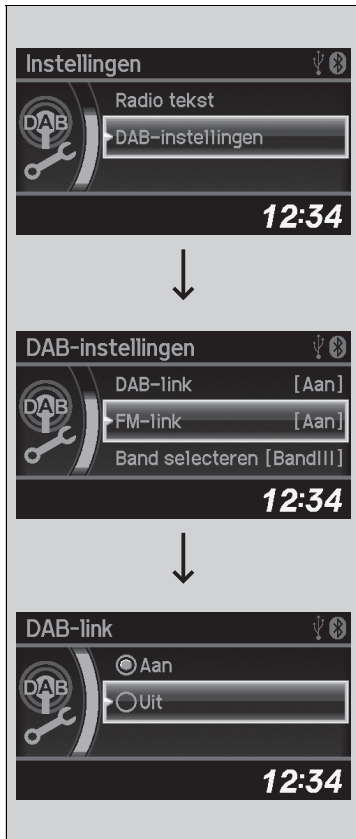 Instellingen
Radio tekst
DAB
DAB-instellingen
12:34
DAB-instellingen
DAB-link [Aan]
DAB
FM-link [Aan]
Band selecteren [BandIII]
12:34
DAB-link
Aan
DAB
Uit
12:34